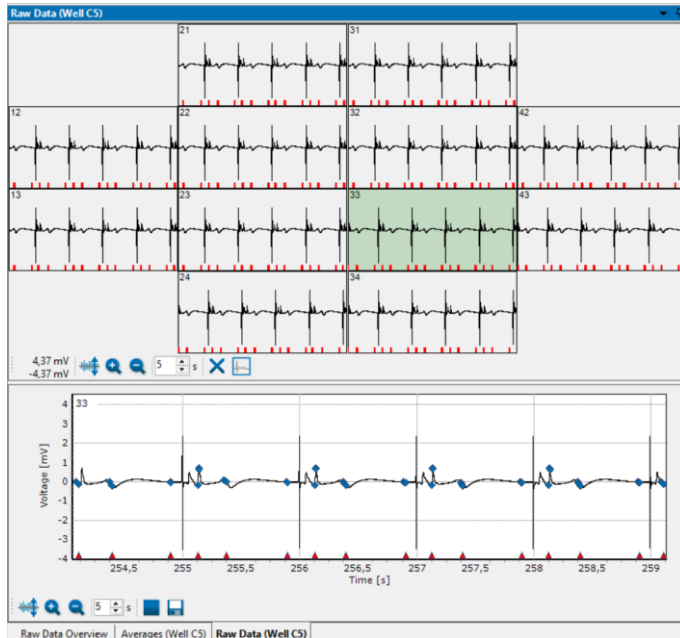 Raw Data (Well C5)
21 31
12 22 32 42
13 23 33 43
24 34
4,37 mV
-4,37 mV
5 s
33
4
3
2
1
0
-1
-2
-3
-4
Voltage [mV]
254,5 255 255,5 256 256,5 257 257,5 258 258,5 259
Time [s]
5 s
Raw Data Overview Averages (Well C5) Raw Data (Well C5)